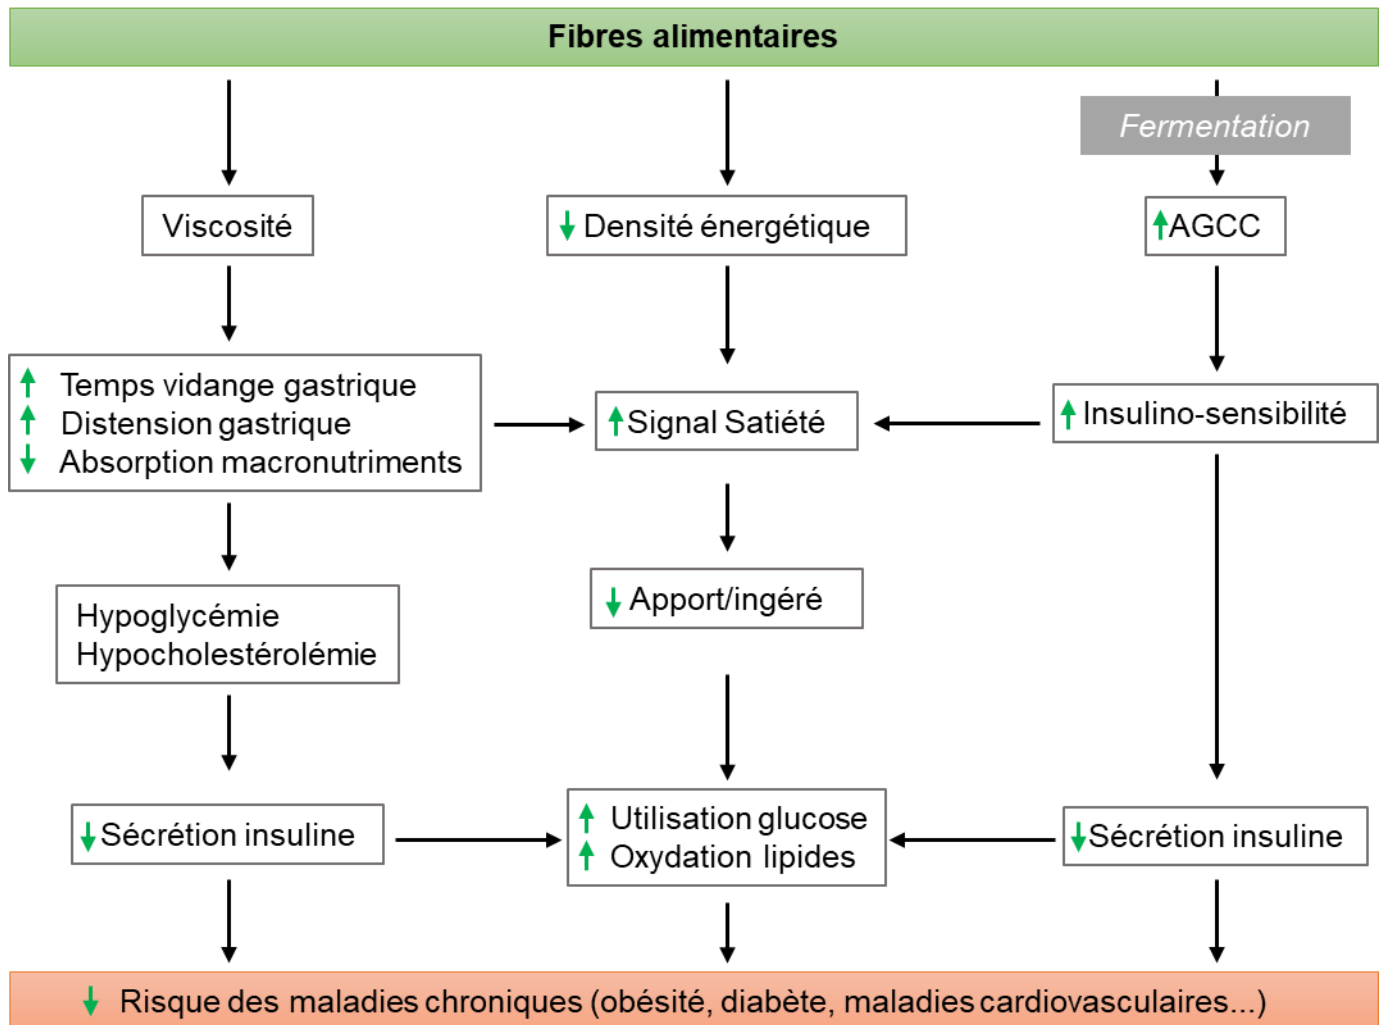 Fibres alimentaires
Fermentation
Viscosité
Densité énergétique
AGCC
Temps vidange gastrique
Distension gastrique
Absorption macronutriments
Signal Satiété
Insulino-sensibilité
Hypoglycémie
Hypocholestérolémie
Apport/ingéré
Sécrétion insuline
Utilisation glucose
Oxydation lipides
Sécrétion insuline
Risque des maladies chroniques (obésité, diabète, maladies cardiovasculaires...)